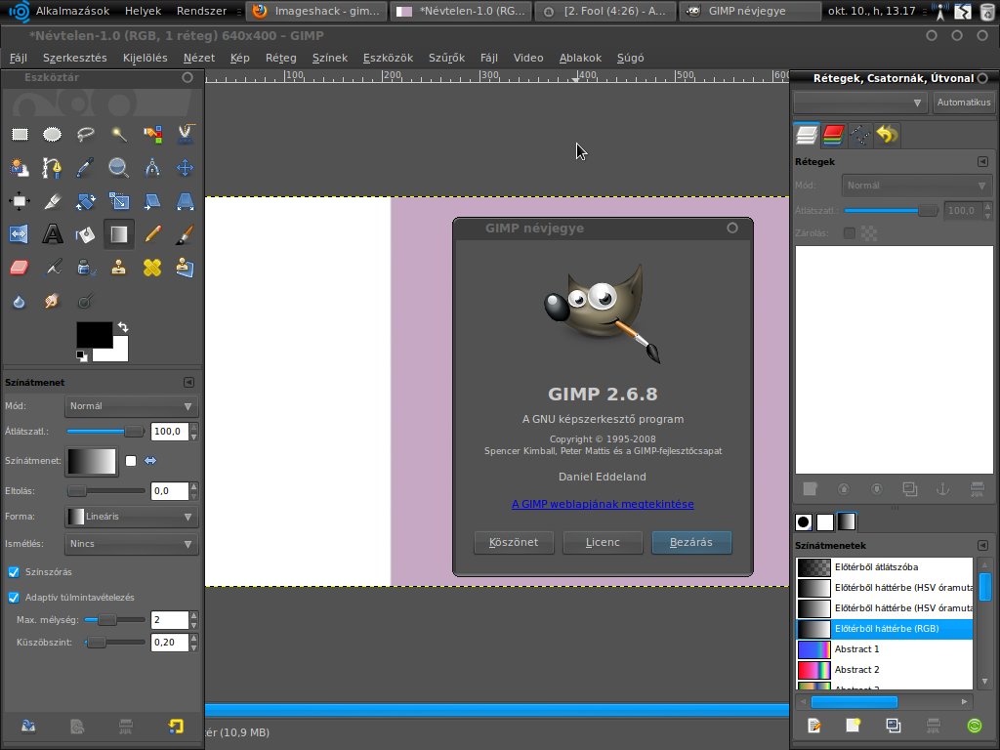 Alkalmazások Helyek Rendszer Imageshack - gim... *Névtelen-1.0 (RG... [2. Fool (4:26) - A... GIMP névjegye okt. 10., h, 13.17
*Névtelen-1.0 (RGB, 1 réteg) 640x400 – GIMP
Fájl Szerkesztés Kijelölés Nézet Kép Réteg Színek Eszközök Szűrők Fájl Video Ablakok Súgó
Eszköztár
100 200 300 400 500 600
Rétegek, Csatornák, Útvonal
Automatikus
Rétegek
Mód: Normál
Átlátszatl.: 100,0
Zárolás:
GIMP névjegye
GIMP 2.6.8
A GNU képszerkesztő program
Copyright © 1995-2008
Spencer Kimball, Peter Mattis és a GIMP-fejlesztőcsapat
Daniel Eddeland
A GIMP weblapjának megtekintése
Köszönet Licenc Bezárás
Színátmenet
Mód: Normál
Átlátszatl.: 100,0
Színátmenet:
Eltolás: 0,0
Forma: Lineáris
Ismétlés: Nincs
Színszórás
Adaptív túlmintavételezés
Max. mélység: 2
Küszöbszint: 0,20
Színátmenetek
Előtérből átlátszóba
Előtérből háttérbe (HSV óramuta
Előtérből háttérbe (HSV óramuta
Előtérből háttérbe (RGB)
Abstract 1
Abstract 2
Abstract 3
tér (10,9 MB)